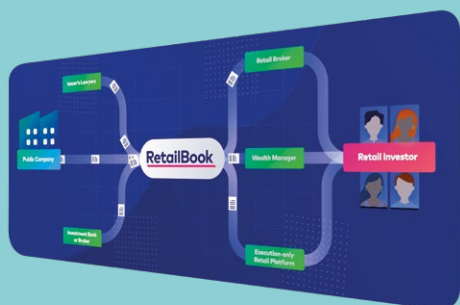 Issuer's Lawyers
Retail Broker
Public Company
RetailBook
Wealth Manager
Retail Investor
Investment Bank
or Broker
Execution-only
Retail Platform